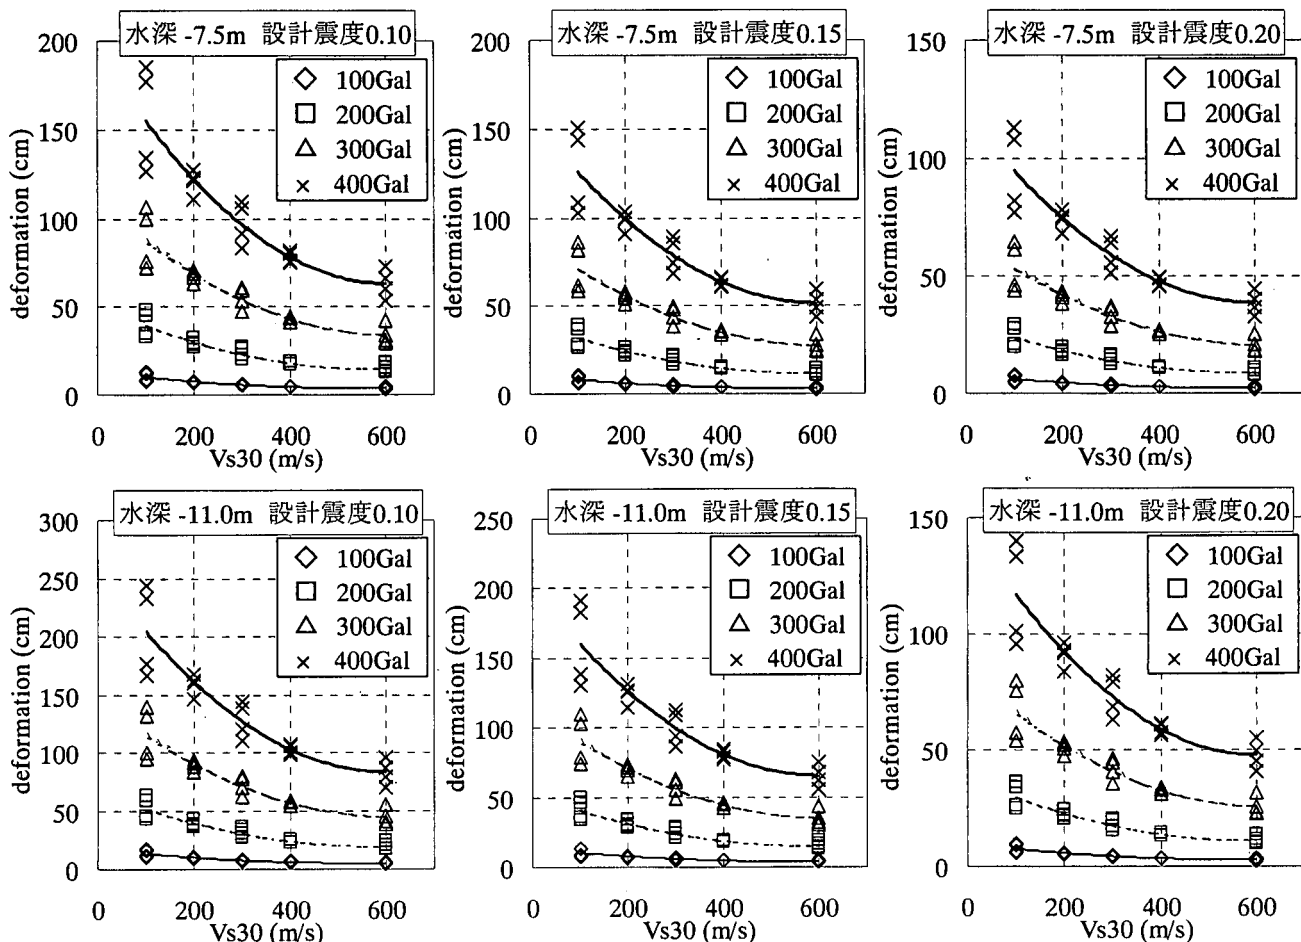 水深 -7.5m 設計震度0.10
200
150
100
50
0
deformation (cm)
100Gal
200Gal
300Gal
400Gal
0 200 400 600
Vs30 (m/s)
水深 -7.5m 設計震度0.15
200
150
100
50
0
deformation (cm)
100Gal
200Gal
300Gal
400Gal
0 200 400 600
Vs30 (m/s)
水深 -7.5m 設計震度0.20
150
100
50
0
deformation (cm)
100Gal
200Gal
300Gal
400Gal
0 200 400 600
Vs30 (m/s)
水深 -11.0m 設計震度0.10
300
250
200
150
100
50
0
deformation (cm)
100Gal
200Gal
300Gal
400Gal
0 200 400 600
Vs30 (m/s)
水深 -11.0m 設計震度0.15
250
200
150
100
50
0
deformation (cm)
100Gal
200Gal
300Gal
400Gal
0 200 400 600
Vs30 (m/s)
水深 -11.0m 設計震度0.20
150
100
50
0
deformation (cm)
100Gal
200Gal
300Gal
400Gal
0 200 400 600
Vs30 (m/s)